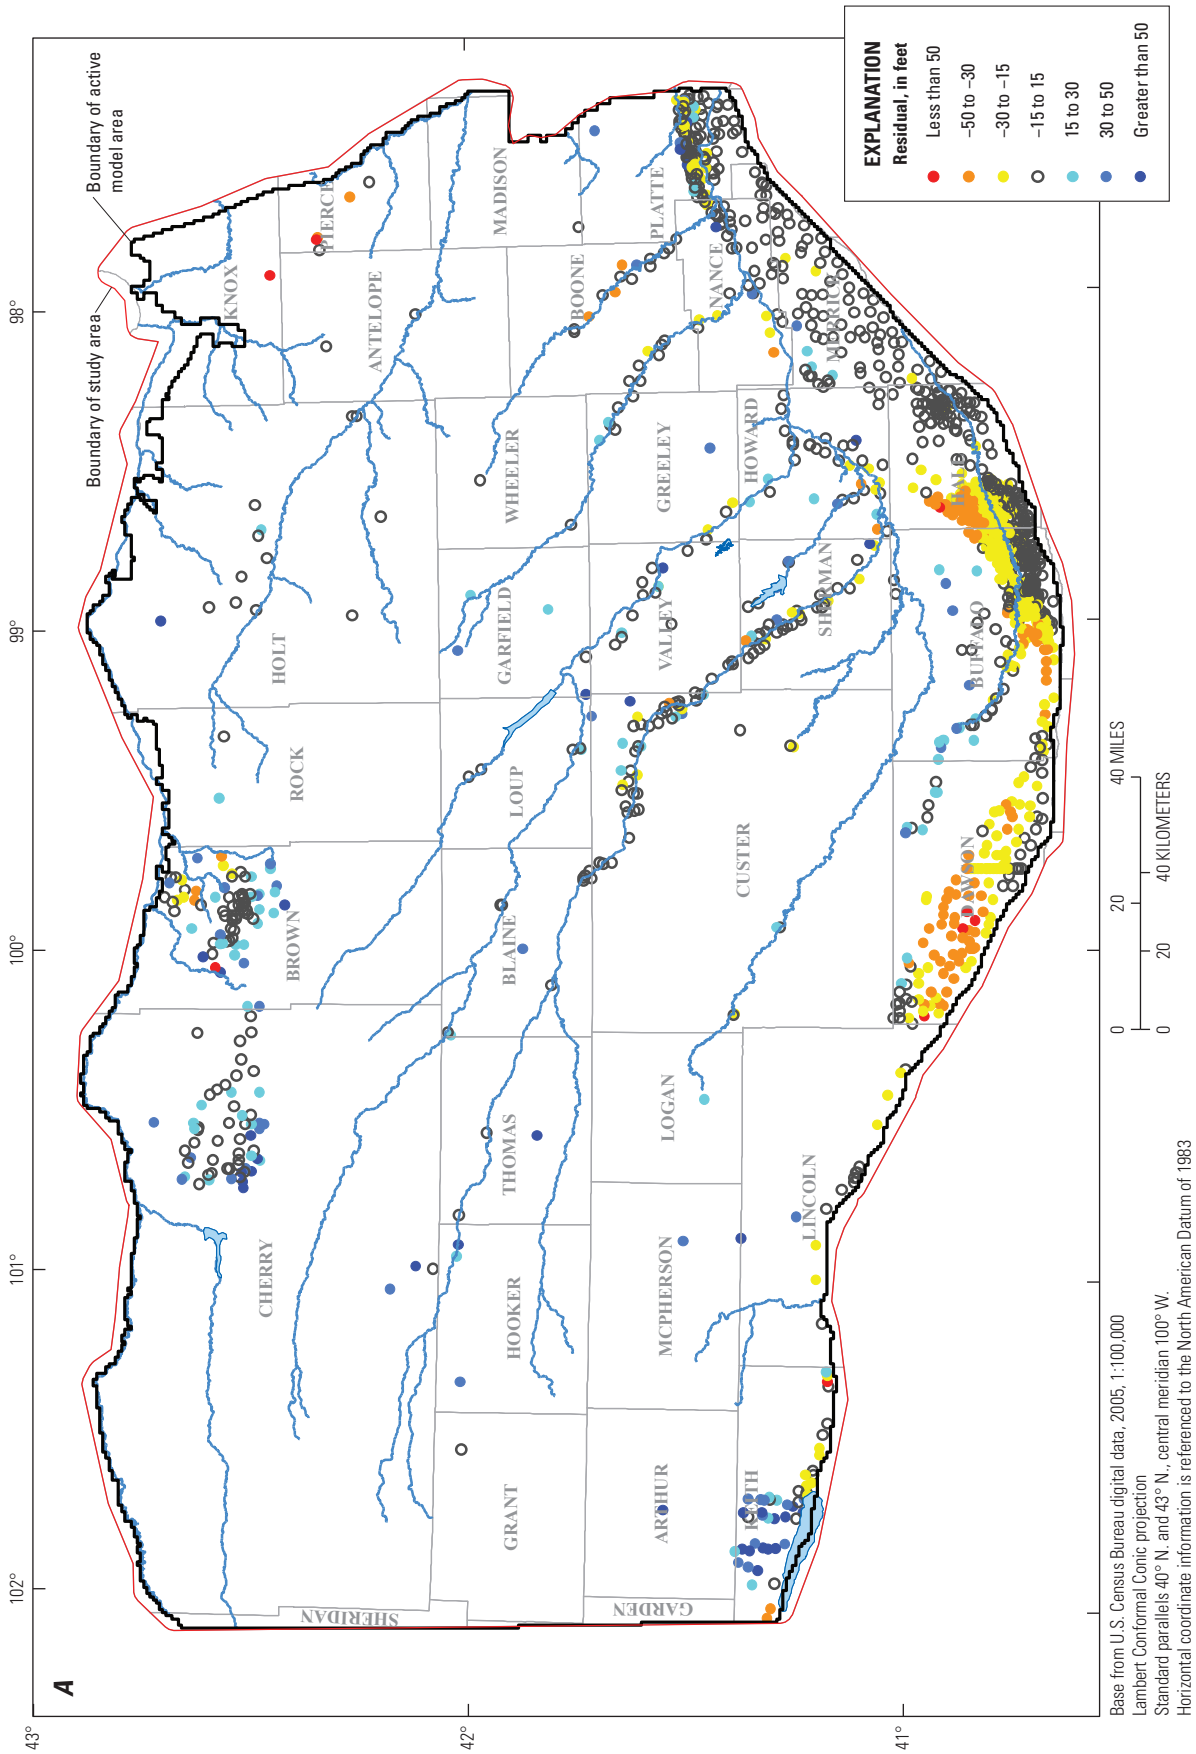 A
102°
101°
100°
99°
98°
43°
42°
41°
Boundary of study area
Boundary of active
model area
SHERIDAN
CHERRY
BROWN
ROCK
HOLT
KNOX
ANTELOPE
PIERCE
GRANT
HOOKER
THOMAS
BLAINE
LOUP
GARFIELD
WHEELER
BOONE
MADISON
GARDEN
ARTHUR
MCPHERSON
LOGAN
CUSTER
VALLEY
GREELEY
NANCE
PLATTE
KEITH
LINCOLN
DAWSON
BUFFALO
SHERMAN
HOWARD
HALL
MERRICK
EXPLANATION
Residual, in feet
Less than 50
−50 to −30
−30 to −15
−15 to 15
15 to 30
30 to 50
Greater than 50
0 20 40 MILES
0 20 40 KILOMETERS
Base from U.S. Census Bureau digital data, 2005, 1:100,000
Lambert Conformal Conic projection
Standard parallels 40° N. and 43° N., central meridian 100° W.
Horizontal coordinate information is referenced to the North American Datum of 1983